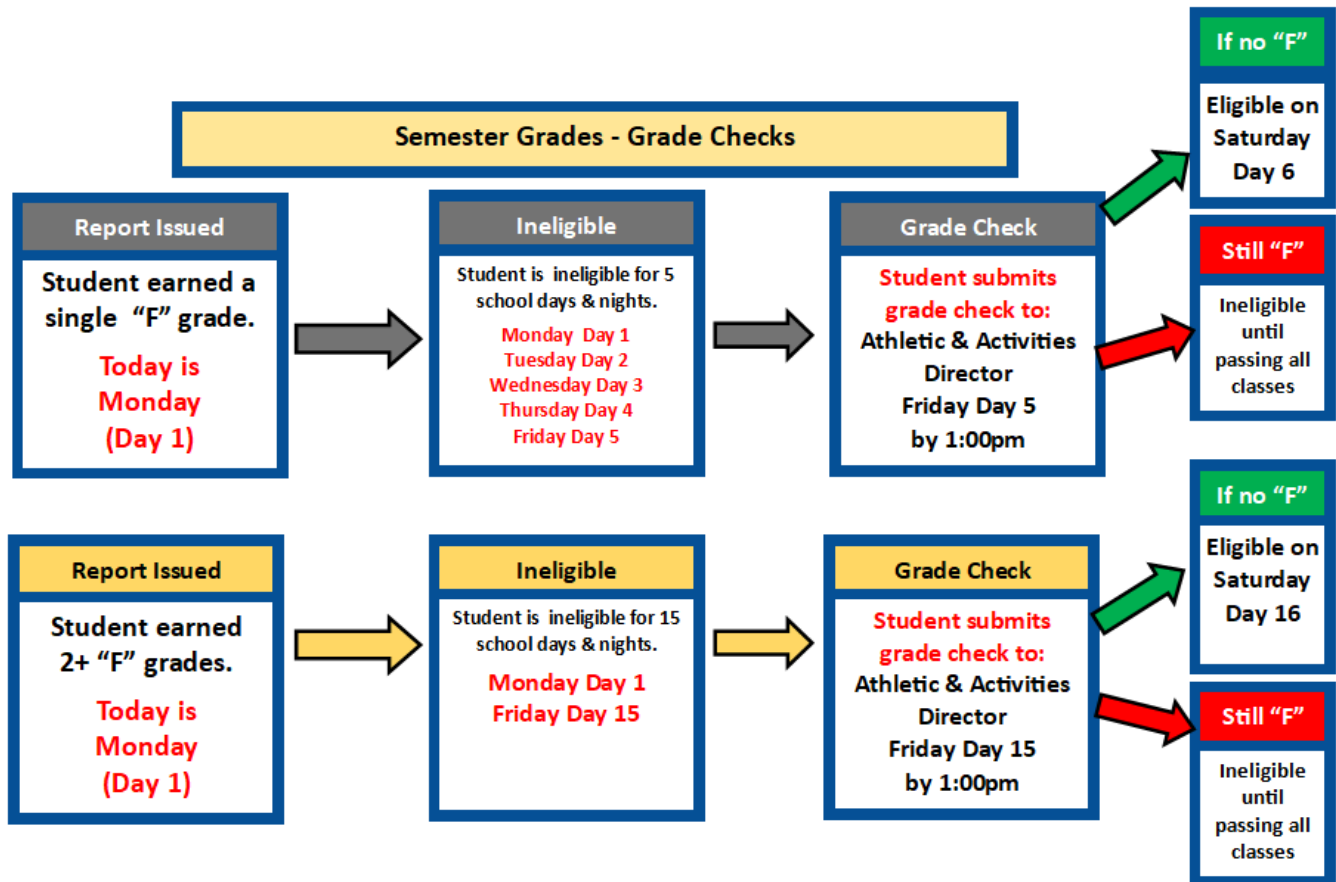 Semester Grades - Grade Checks
Report Issued
Student earned a
single “F” grade.
Today is
Monday
(Day 1)
Ineligible
Student is ineligible for 5
school days & nights.
Monday Day 1
Tuesday Day 2
Wednesday Day 3
Thursday Day 4
Friday Day 5
Grade Check
Student submits
grade check to:
Athletic & Activities
Director
Friday Day 5
by 1:00pm
If no “F”
Eligible on
Saturday
Day 6
Still “F”
Ineligible
until
passing all
classes
Report Issued
Student earned
2+ “F” grades.
Today is
Monday
(Day 1)
Ineligible
Student is ineligible for 15
school days & nights.
Monday Day 1
Friday Day 15
Grade Check
Student submits
grade check to:
Athletic & Activities
Director
Friday Day 15
by 1:00pm
If no “F”
Eligible on
Saturday
Day 16
Still “F”
Ineligible
until
passing all
classes